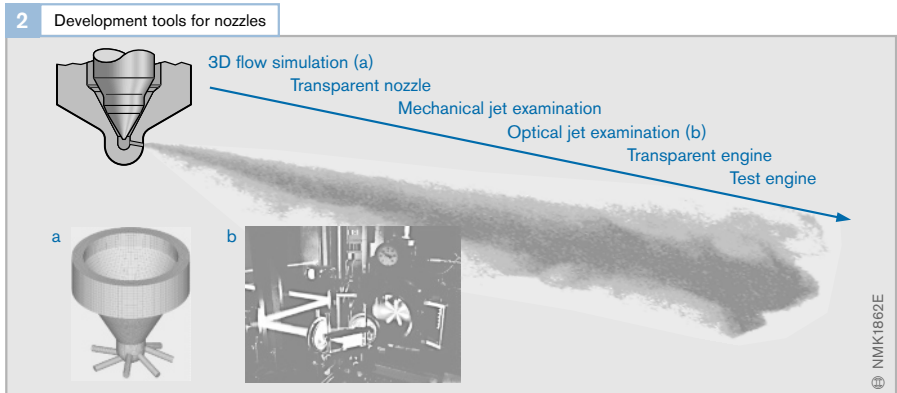 2 Development tools for nozzles
3D flow simulation (a)
Transparent nozzle
Mechanical jet examination
Optical jet examination (b)
Transparent engine
Test engine
a
b
NMK1862E